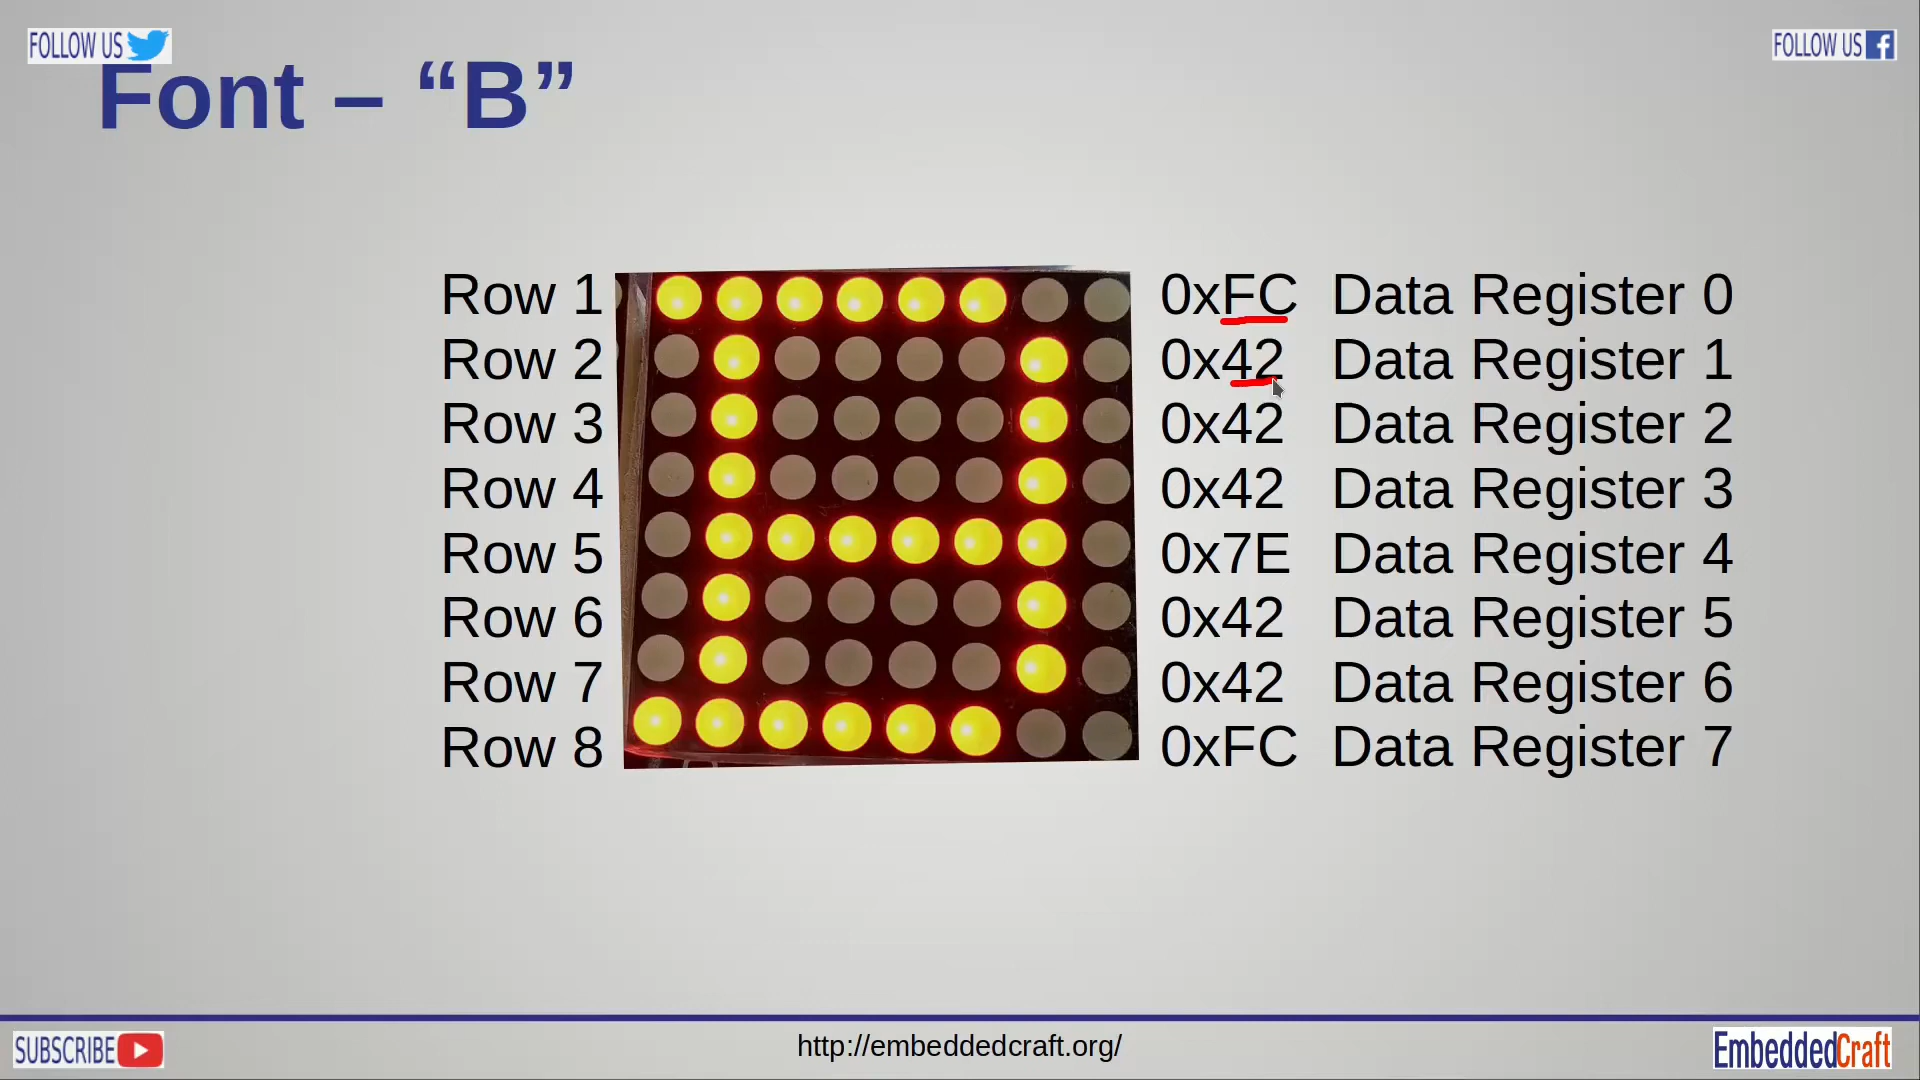 FOLLOW US
FOLLOW US
Font – “B”
Row 1 0xFC Data Register 0
Row 2 0x42 Data Register 1
Row 3 0x42 Data Register 2
Row 4 0x42 Data Register 3
Row 5 0x7E Data Register 4
Row 6 0x42 Data Register 5
Row 7 0x42 Data Register 6
Row 8 0xFC Data Register 7
SUBSCRIBE http://embeddedcraft.org/ EmbeddedCraft